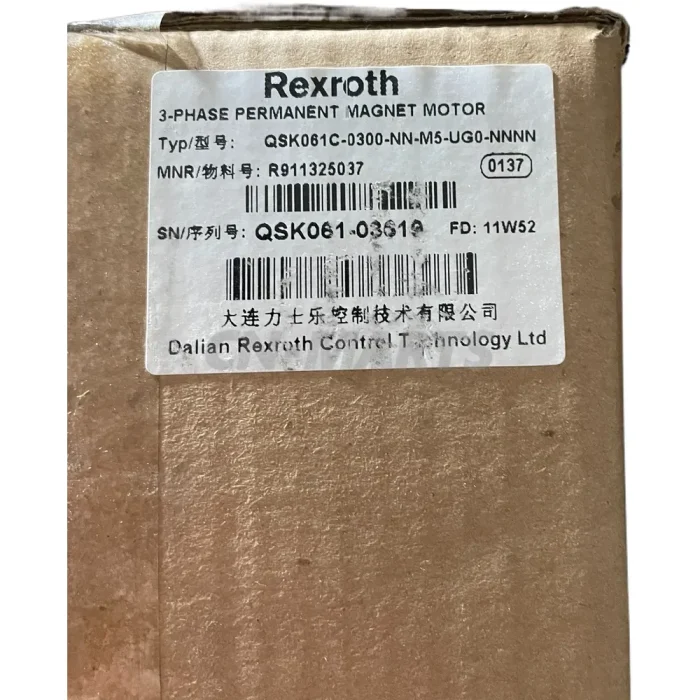 Rexroth
3-PHASE PERMANENT MAGNET MOTOR
Typ/型号: QSK061C-0300-NN-M5-UG0-NNNN
MNR/物料号: R911325037 0137
SN/序列号: QSK061-03619 FD: 11W52
大连力士乐控制技术有限公司
Dalian Rexroth Control Technology Ltd